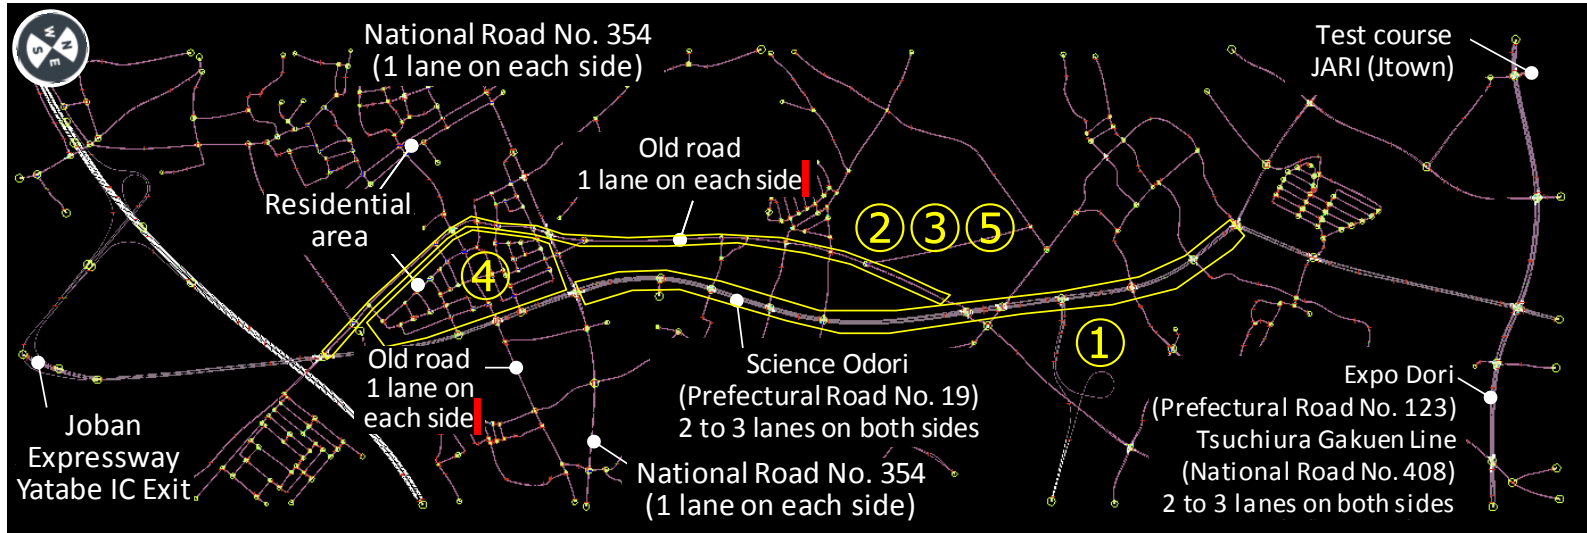 W N
S E
National Road No. 354
(1 lane on each side)
Test course
JARI (Jtown)
Old road
1 lane on each side
Residential
area
② ③ ⑤
④
①
Old road
1 lane on
each side
Science Odori
(Prefectural Road No. 19)
2 to 3 lanes on both sides
Expo Dori
(Prefectural Road No. 123)
Tsuchiura Gakuen Line
(National Road No. 408)
2 to 3 lanes on both sides
Joban
Expressway
Yatabe IC Exit
National Road No. 354
(1 lane on each side)